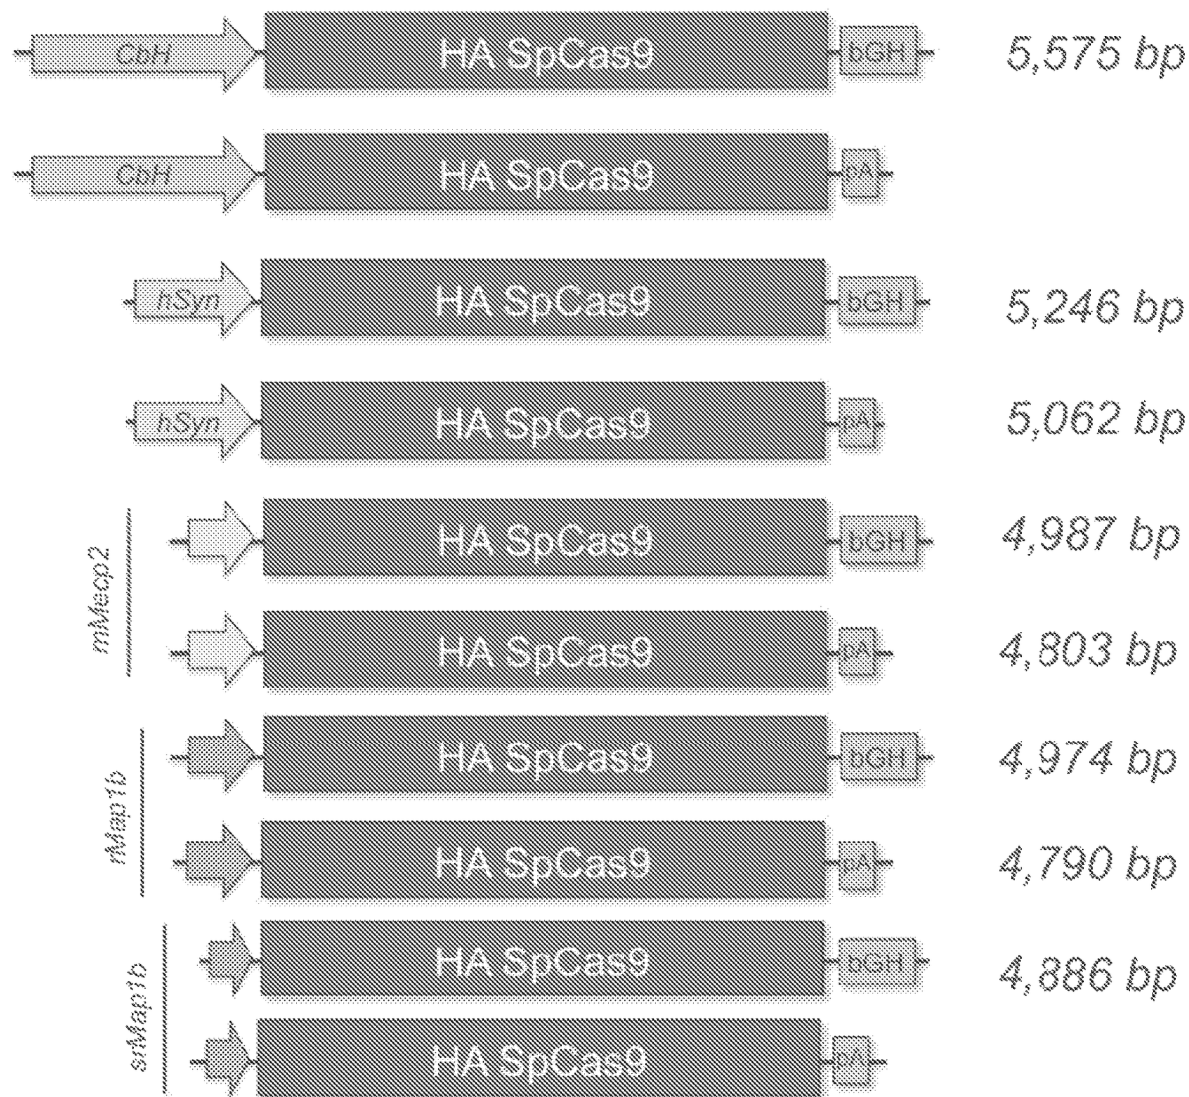 CbH HA SpCas9 bGH 5,575 bp
CbH HA SpCas9 pA
hSyn HA SpCas9 bGH 5,246 bp
hSyn HA SpCas9 pA 5,062 bp
mMecp2
HA SpCas9 bGH 4,987 bp
HA SpCas9 pA 4,803 bp
rMap1b
HA SpCas9 bGH 4,974 bp
HA SpCas9 pA 4,790 bp
srMap1b
HA SpCas9 bGH 4,886 bp
HA SpCas9 pA